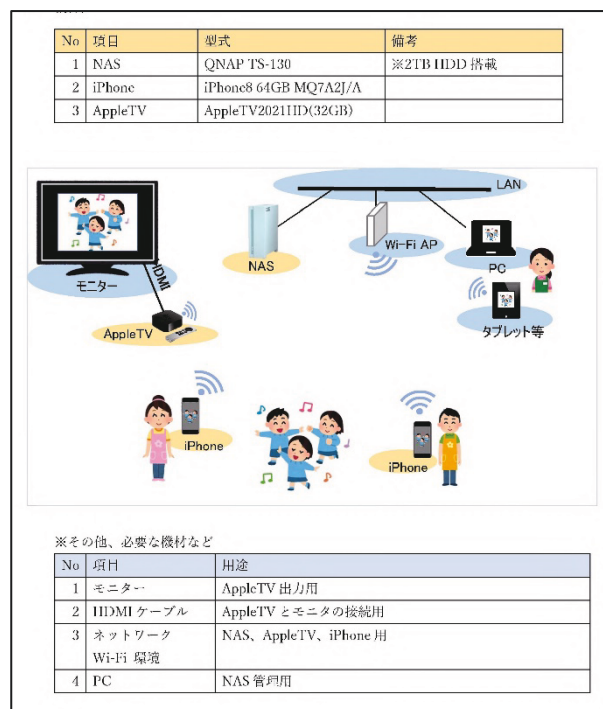 No 項目 型式 備考
1 NAS QNAP TS-130 ※2TB HDD 搭載
2 iPhone iPhone8 64GB MQ7A2J/A
3 AppleTV AppleTV2021HD(32GB)
LAN
Wi-Fi AP
NAS
PC
HDMI
モニター
AppleTV
タブレット等
iPhone
iPhone
※その他、必要な機材など
No 項目 用途
1 モニター AppleTV 出力用
2 HDMI ケーブル AppleTV とモニタの接続用
3 ネットワーク NAS、AppleTV、iPhone 用
Wi-Fi 環境
4 PC NAS 管理用